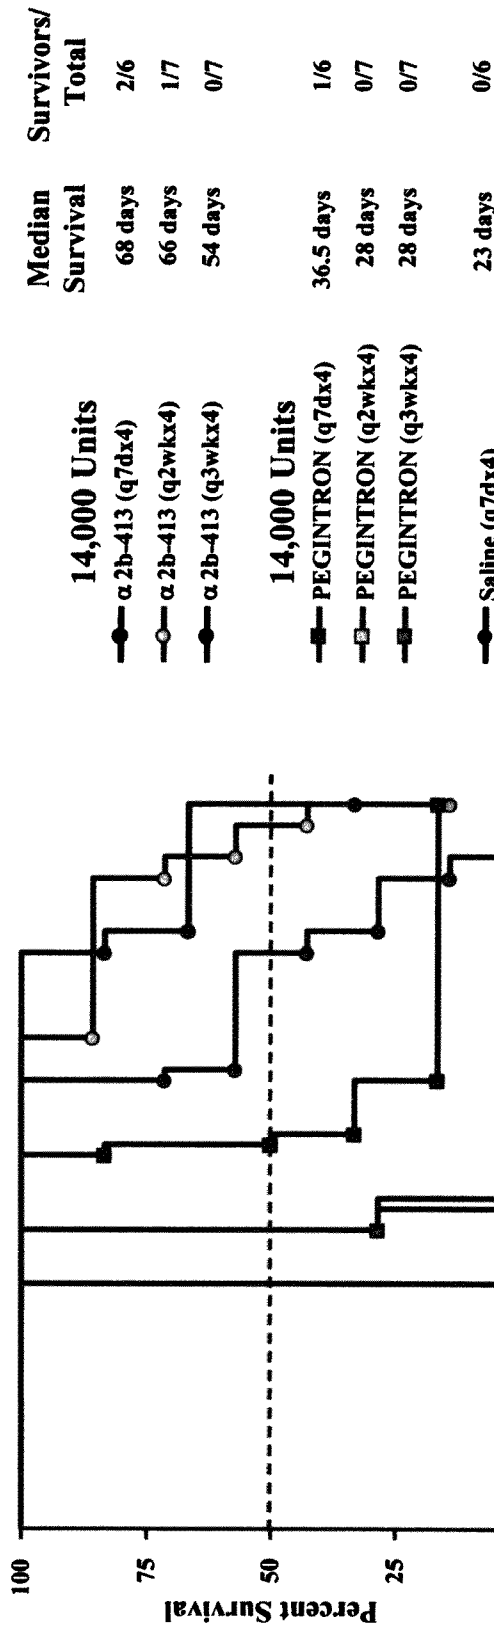 Percent Survival
100
75
50
25
Median Survivors/
Survival Total
14,000 Units
α 2b-413 (q7dx4) 68 days 2/6
α 2b-413 (q2wkx4) 66 days 1/7
α 2b-413 (q3wkx4) 54 days 0/7
14,000 Units
PEGINTRON (q7dx4) 36.5 days 1/6
PEGINTRON (q2wkx4) 28 days 0/7
PEGINTRON (q3wkx4) 28 days 0/7
Saline (q7dx4) 23 days 0/6